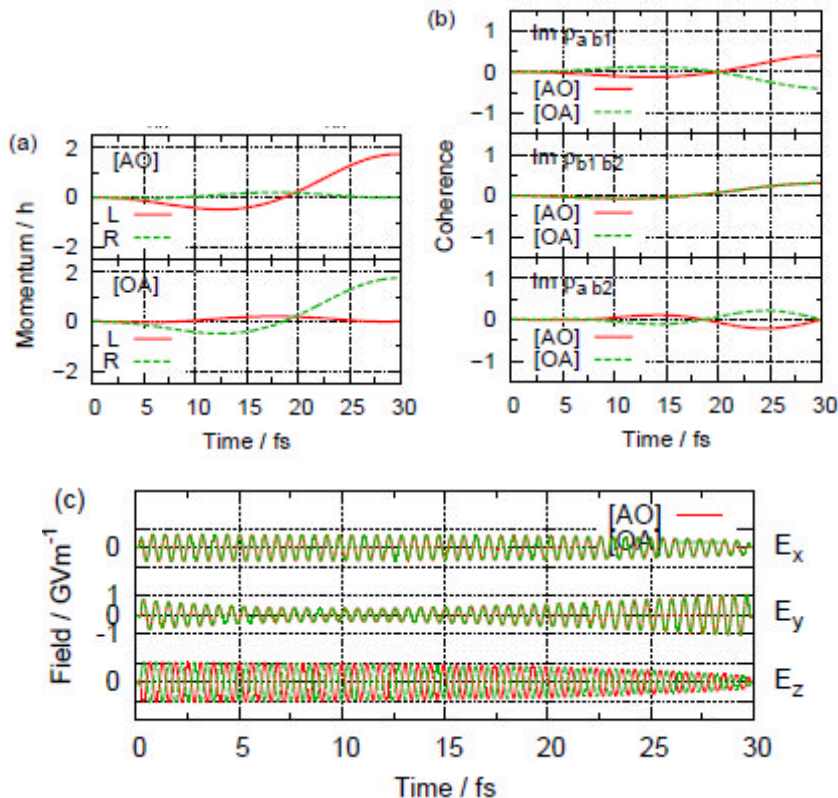 (a)
Momentum / h
2
0
−2
[AO]
L
R
2
0
−2
[OA]
L
R
0 5 10 15 20 25 30
Time / fs
(b)
Coherence
1
0
−1
Im ρa b1
[AO]
[OA]
1
0
−1
Im ρb1 b2
[AO]
[OA]
1
0
−1
Im ρa b2
[AO]
[OA]
0 5 10 15 20 25 30
Time / fs
(c)
Field / GVm-1
[AO]
[OA]
0 Ex
1
0 Ey
−1
0 Ez
0 5 10 15 20 25 30
Time / fs